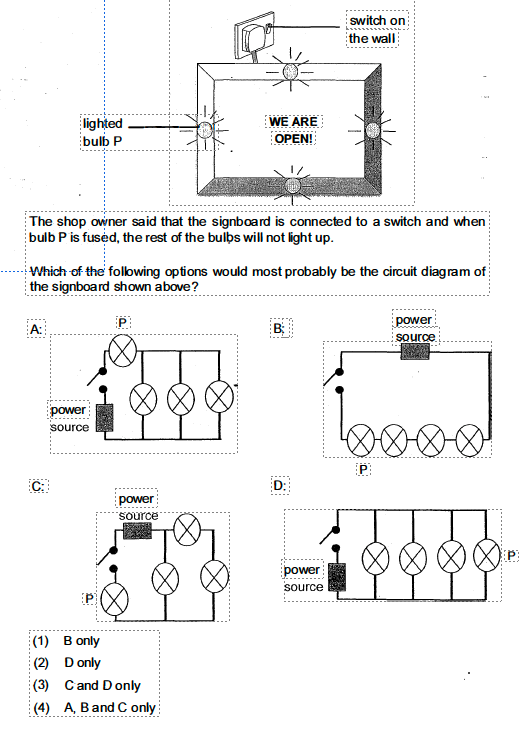 switch on
the wall
lighted
bulb P
WE ARE
OPEN!
The shop owner said that the signboard is connected to a switch and when
bulb P is fused, the rest of the bulbs will not light up.
Which of the following options would most probably be the circuit diagram of
the signboard shown above?
A:
P
power
source
B:
power
source
P
C:
power
source
P
D:
power
source
P
(1) B only
(2) D only
(3) C and D only
(4) A, B and C only